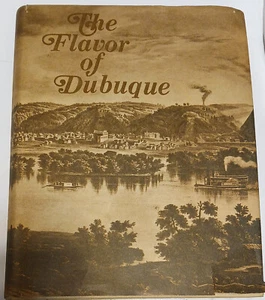 The
Flavor
of
Dubuque